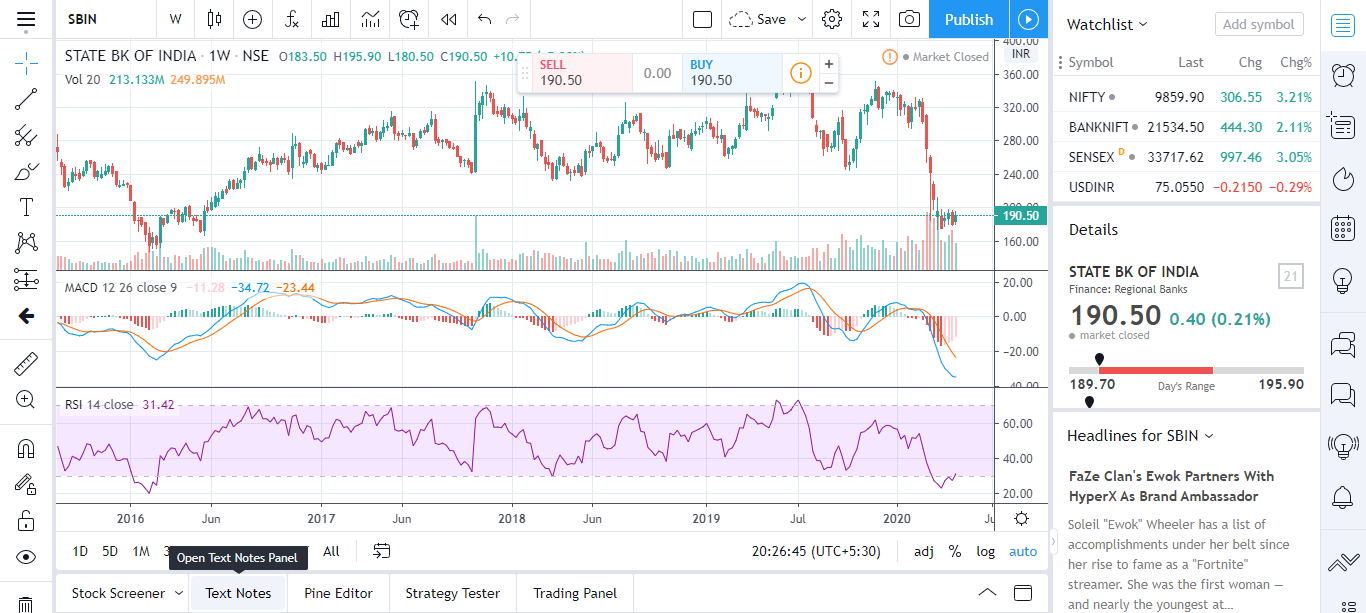 SBIN
W
Save
Publish
STATE BK OF INDIA · 1W · NSE O183.50 H195.90 L180.50 C190.50
Vol 20 213.133M 249.895M
SELL
190.50
0.00
BUY
190.50
Market Closed
INR
400.00
360.00
320.00
280.00
240.00
200.00
190.50
160.00
MACD 12 26 close 9 −11.28 −34.72 −23.44
20.00
0.00
−20.00
−40.00
RSI 14 close 31.42
60.00
40.00
20.00
2016 Jun 2017 Jun 2018 Jun 2019 Jul 2020
1D 5D 1M All
20:26:45 (UTC+5:30) adj % log auto
Open Text Notes Panel
Stock Screener Text Notes Pine Editor Strategy Tester Trading Panel
Watchlist
Add symbol
Symbol Last Chg Chg%
NIFTY 9859.90 306.55 3.21%
BANKNIFT 21534.50 444.30 2.11%
SENSEX D 33717.62 997.46 3.05%
USDINR 75.0550 −0.2150 −0.29%
Details
STATE BK OF INDIA
21
Finance: Regional Banks
190.50 0.40 (0.21%)
market closed
189.70 Day's Range 195.90
Headlines for SBIN
FaZe Clan's Ewok Partners With
HyperX As Brand Ambassador
Soleil "Ewok" Wheeler has a list of
accomplishments under her belt since
her rise to fame as a "Fortnite"
streamer. She was the first woman —
and nearly the youngest at...